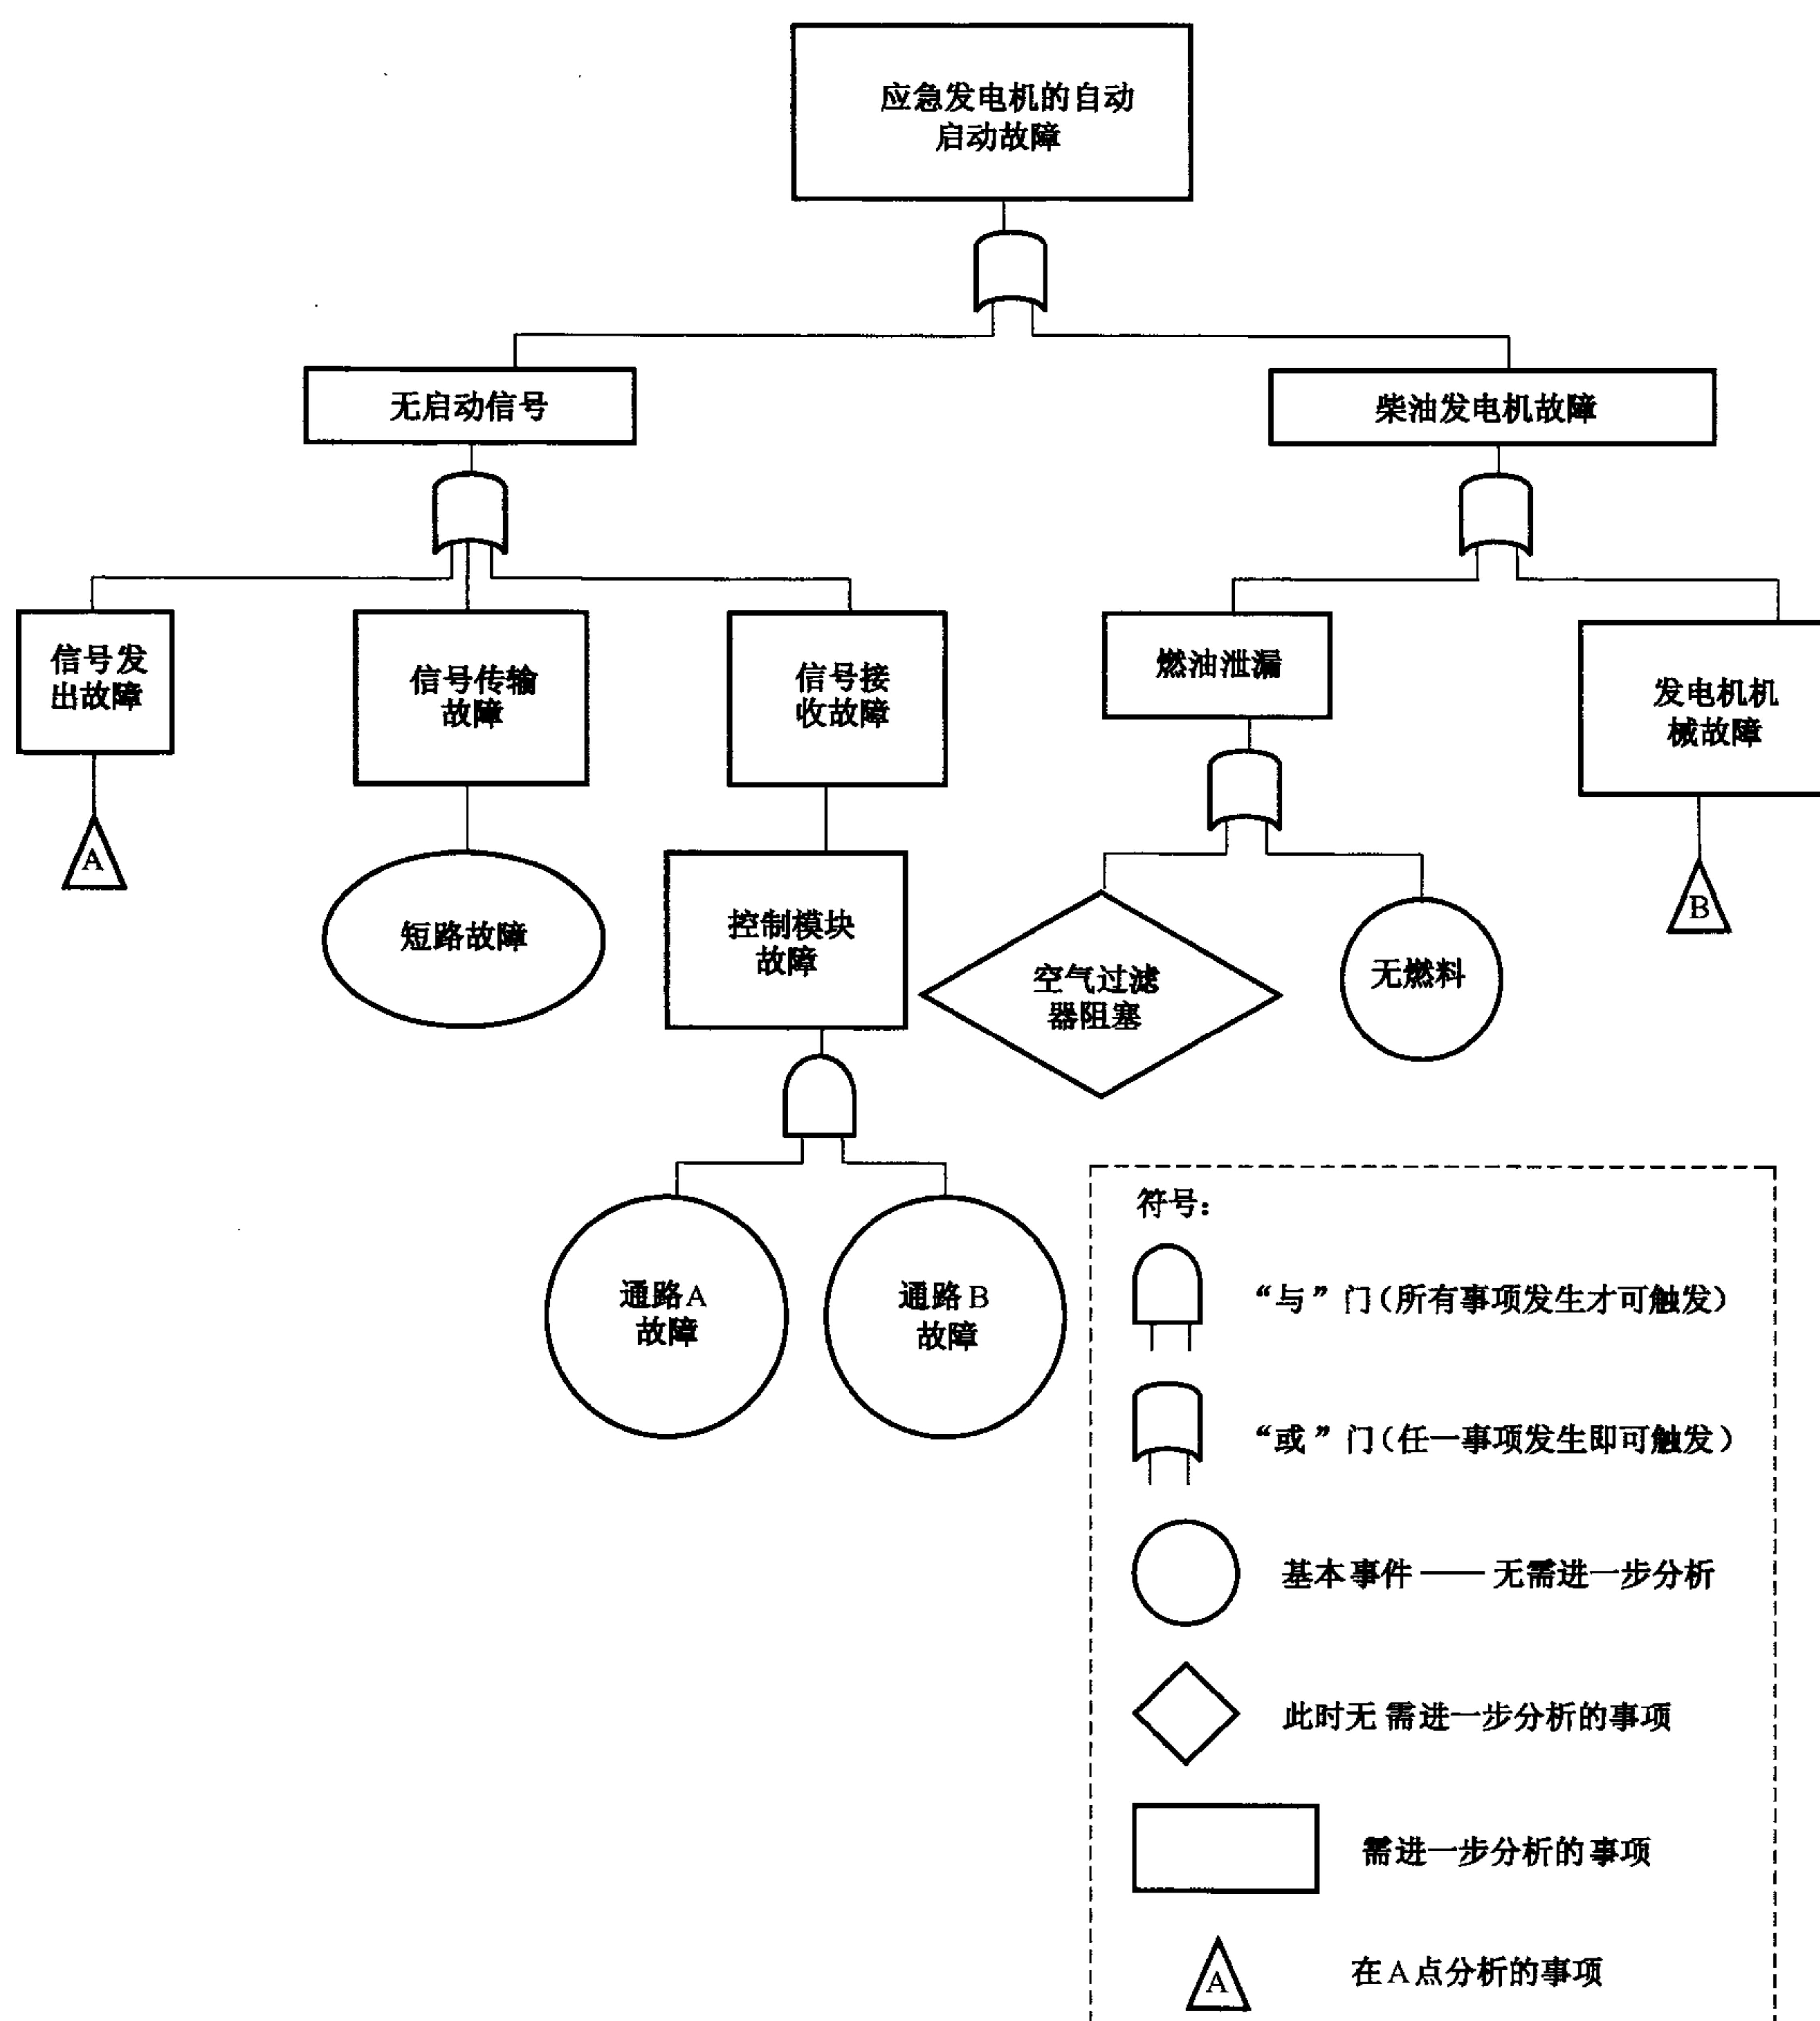 应急发电机的自动
启动故障
无启动信号
柴油发电机故障
信号发
出故障
信号传输
故障
信号接
收故障
燃油泄漏
发电机机
械故障
A
短路故障
控制模块
故障
空气过滤
器阻塞
无燃料
B
通路A
故障
通路B
故障
符号:
“与”门(所有事项发生才可触发)
“或”门(任一事项发生即可触发)
基本事件——无需进一步分析
此时无需进一步分析的事项
需进一步分析的事项
A
在A点分析的事项